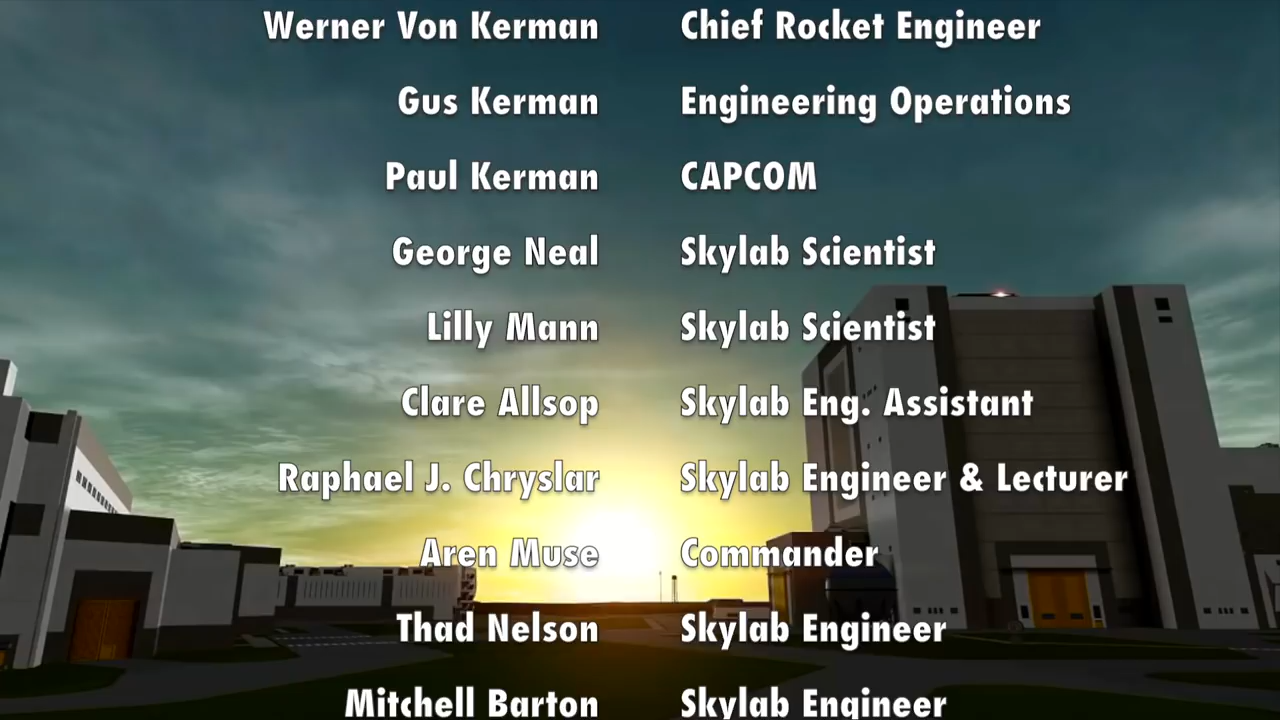 Werner Von Kerman Chief Rocket Engineer
Gus Kerman Engineering Operations
Paul Kerman CAPCOM
George Neal Skylab Scientist
Lilly Mann Skylab Scientist
Clare Allsop Skylab Eng. Assistant
Raphael J. Chryslar Skylab Engineer & Lecturer
Aren Muse Commander
Thad Nelson Skylab Engineer
Mitchell Barton Skylab Engineer